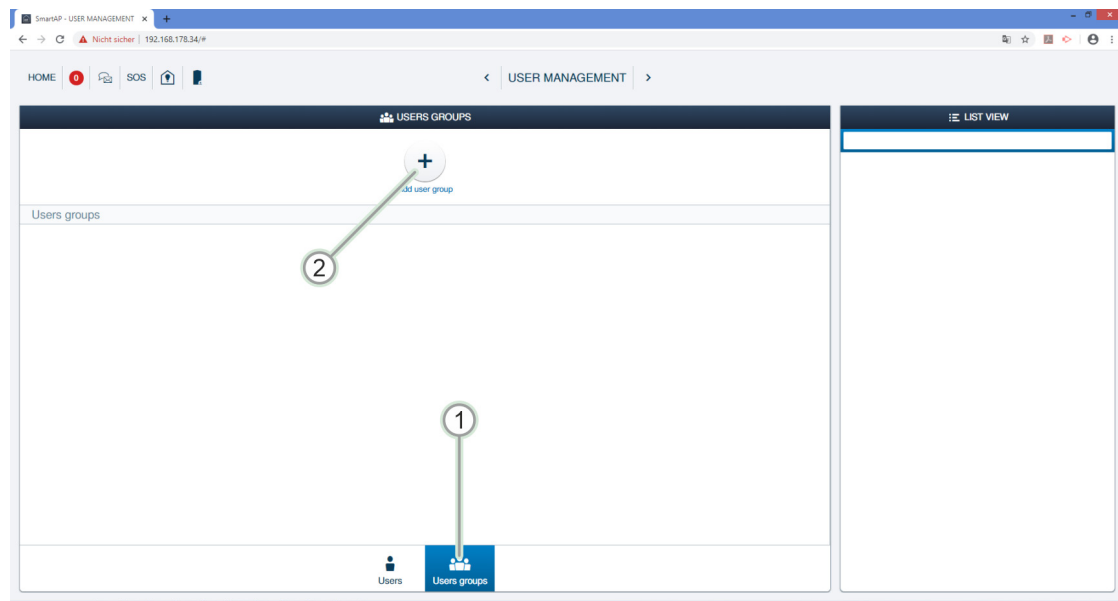 SmartAP - USER MANAGEMENT
Nicht sicher | 192.168.178.34/#
HOME 0 SOS < USER MANAGEMENT >
USERS GROUPS
LIST VIEW
+
Add user group
Users groups
2
1
Users
Users groups